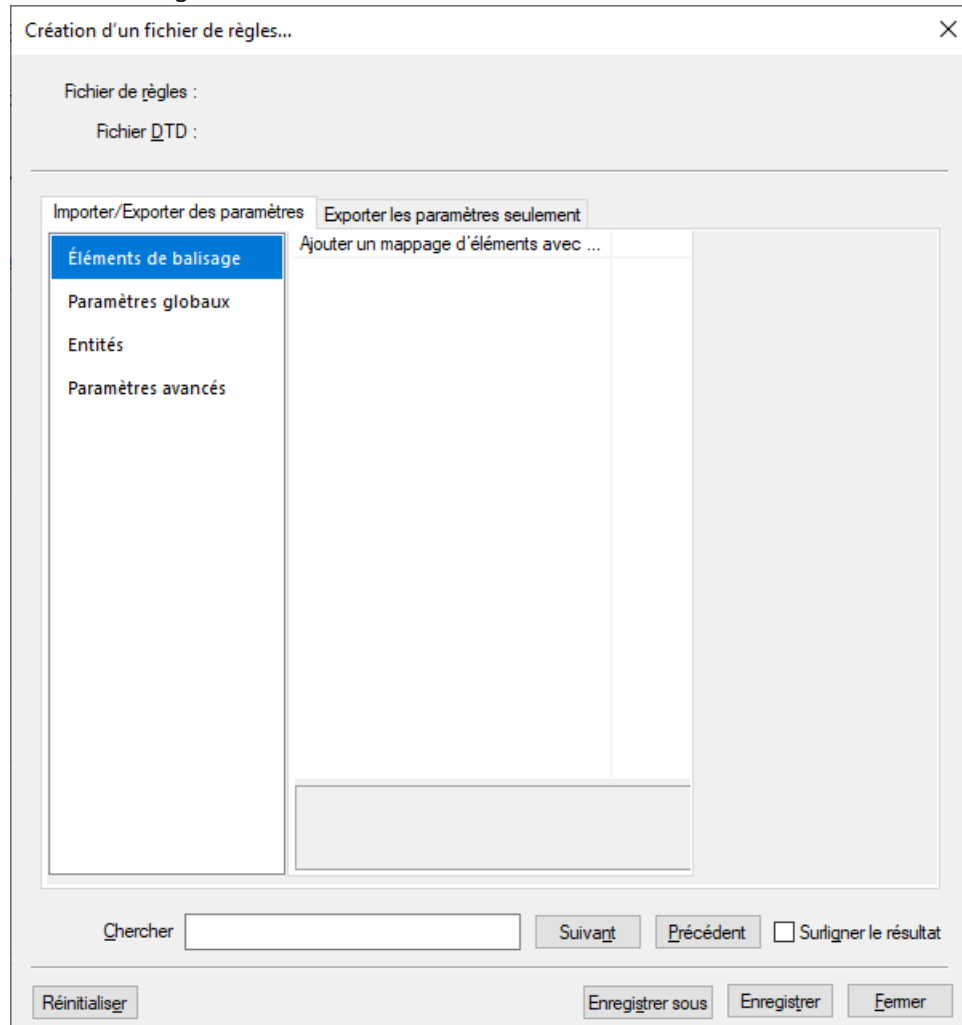 Création d'un fichier de règles...
Fichier de règles :
Fichier DTD :
Importer/Exporter des paramètres
Exporter les paramètres seulement
Éléments de balisage
Paramètres globaux
Entités
Paramètres avancés
Ajouter un mappage d'éléments avec ...
Chercher
Suivant
Précédent
Surligner le résultat
Réinitialiser
Enregistrer sous
Enregistrer
Fermer